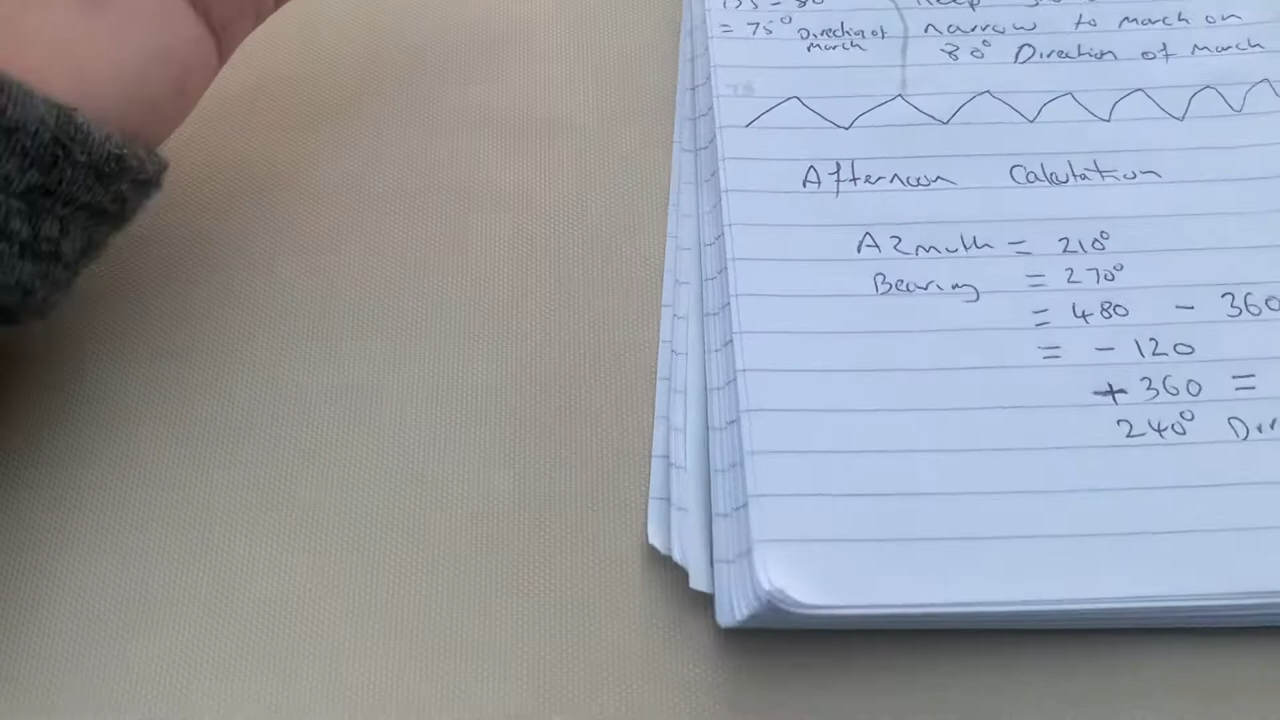 = 75° Direction of March
narrow to march on
80° Direction of March
Afternoon Calculation
Azmuth = 210°
Bearing = 270°
= 480 - 360
= - 120
+ 360 =
240°